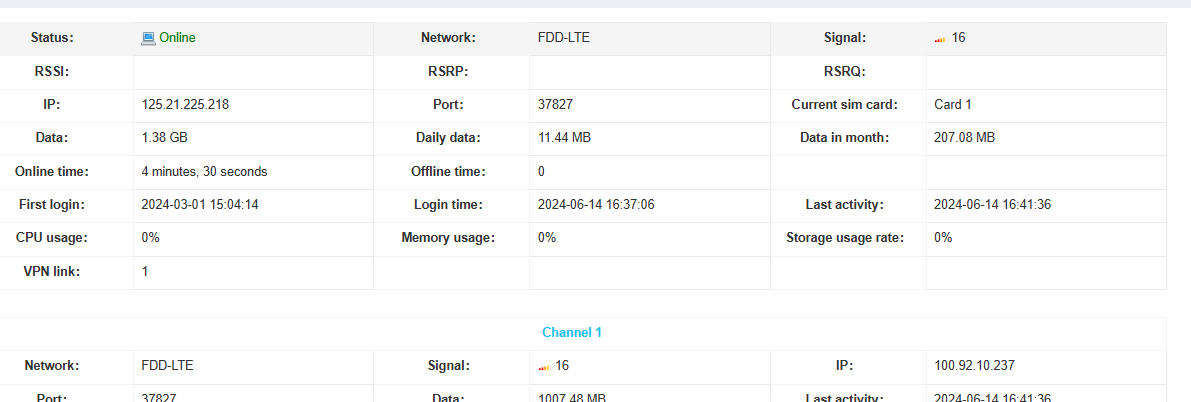 Status: Online Network: FDD-LTE Signal: 16
RSSI: RSRP: RSRQ:
IP: 125.21.225.218 Port: 37827 Current sim card: Card 1
Data: 1.38 GB Daily data: 11.44 MB Data in month: 207.08 MB
Online time: 4 minutes, 30 seconds Offline time: 0
First login: 2024-03-01 15:04:14 Login time: 2024-06-14 16:37:06 Last activity: 2024-06-14 16:41:36
CPU usage: 0% Memory usage: 0% Storage usage rate: 0%
VPN link: 1
Channel 1
Network: FDD-LTE Signal: 16 IP: 100.92.10.237
Port: 37827 Data: 1007.48 MB Last activity: 2024-06-14 16:41:36